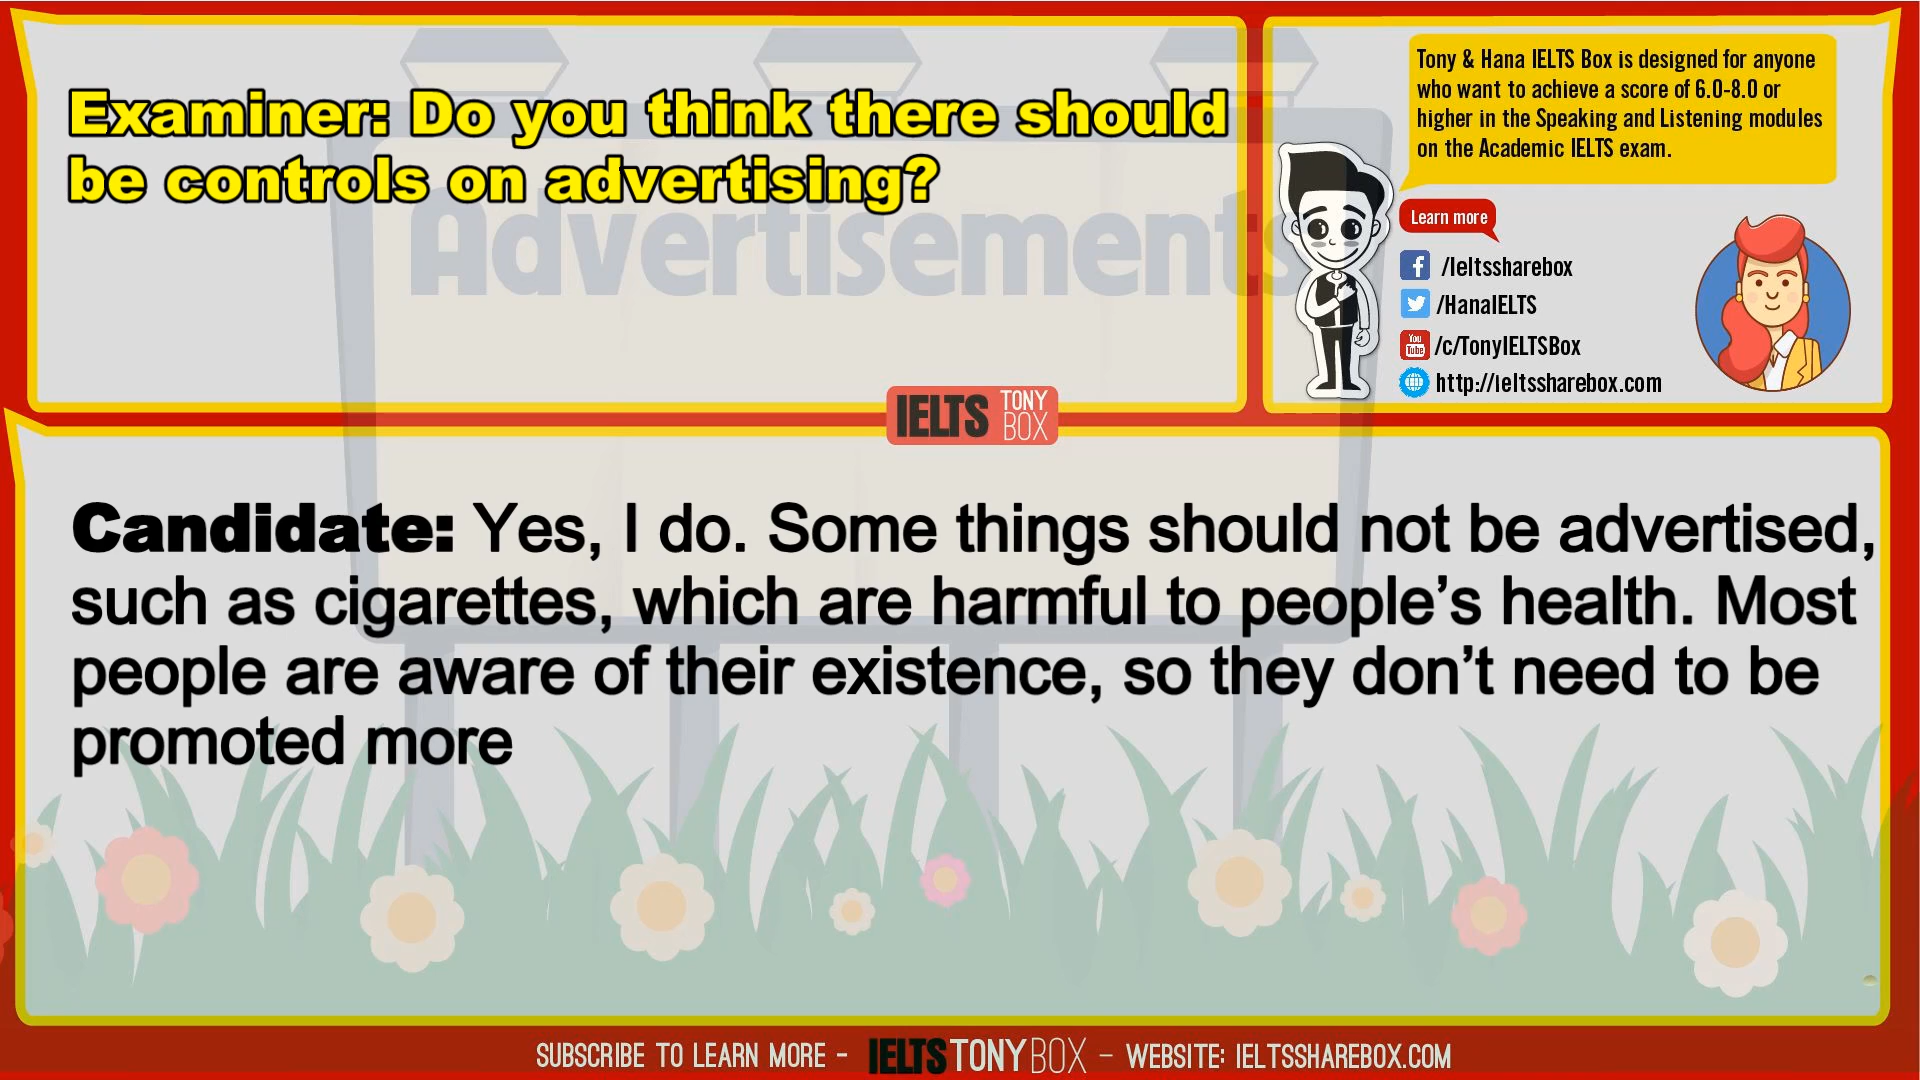 Examiner: Do you think there should
be controls on advertising?
Advertisements
Tony & Hana IELTS Box is designed for anyone
who want to achieve a score of 6.0-8.0 or
higher in the Speaking and Listening modules
on the Academic IELTS exam.
Learn more
/Ieltssharebox
/HanaIELTS
You Tube /c/TonyIELTSBox
http://ieltssharebox.com
IELTS TONY BOX
Candidate: Yes, I do. Some things should not be advertised,
such as cigarettes, which are harmful to people’s health. Most
people are aware of their existence, so they don’t need to be
promoted more
SUBSCRIBE TO LEARN MORE - IELTS TONY BOX - WEBSITE: IELTSSHAREBOX.COM